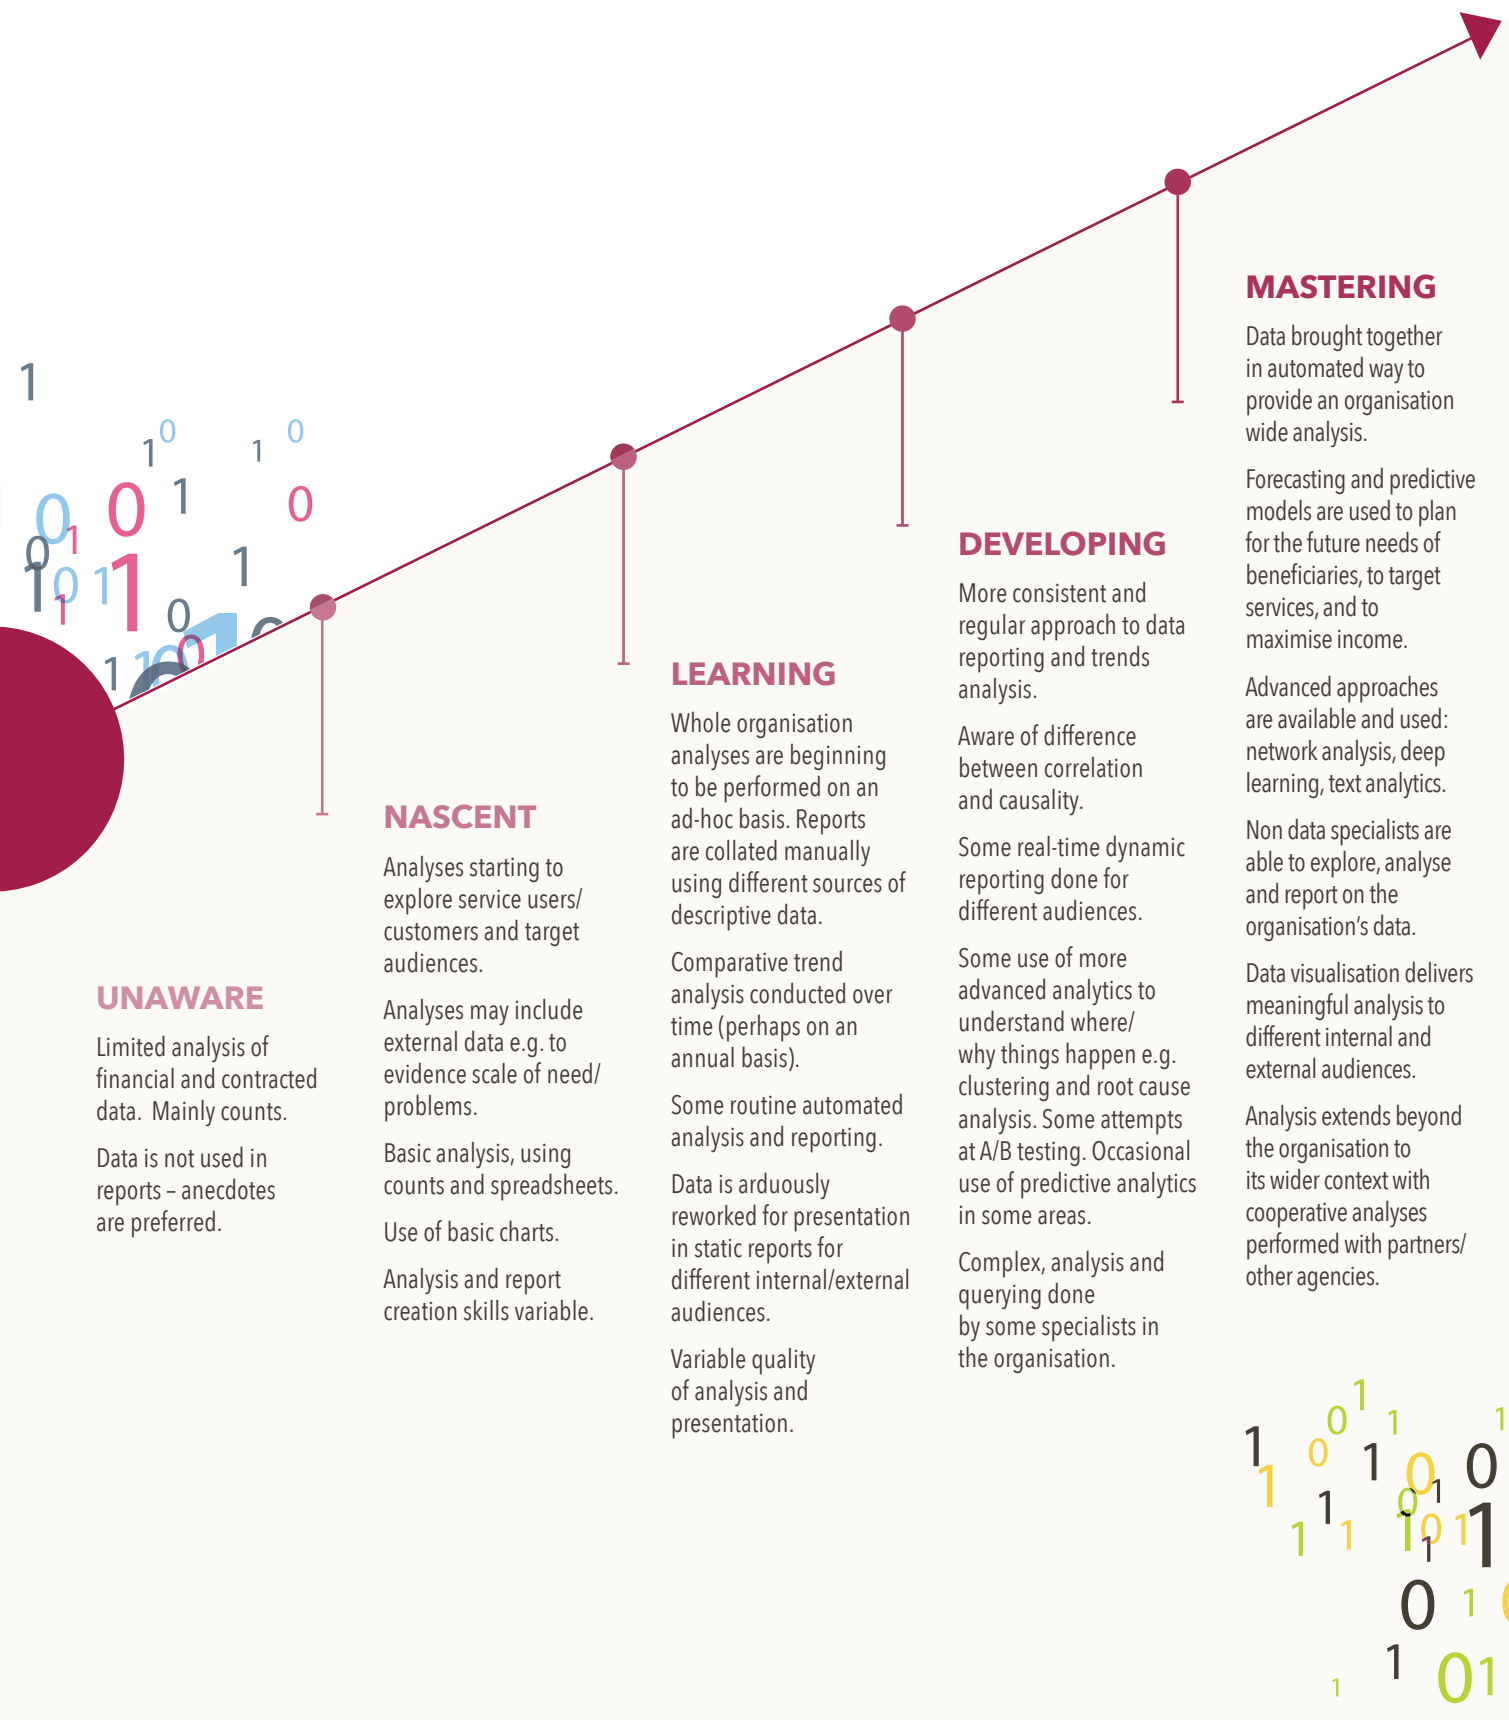 UNAWARE
Limited analysis of
financial and contracted
data.  Mainly counts.
Data is not used in
reports – anecdotes
are preferred.
NASCENT
Analyses starting to
explore service users/
customers and target
audiences.
Analyses may include
external data e.g. to
evidence scale of need/
problems.
Basic analysis, using
counts and spreadsheets.
Use of basic charts.
Analysis and report
creation skills variable.
LEARNING
Whole organisation
analyses are beginning
to be performed on an
ad-hoc basis. Reports
are collated manually
using different sources of
descriptive data.
Comparative trend
analysis conducted over
time (perhaps on an
annual basis).
Some routine automated
analysis and reporting.
Data is arduously
reworked for presentation
in static reports for
different internal/external
audiences.
Variable quality
of analysis and
presentation.
DEVELOPING
More consistent and
regular approach to data
reporting and trends
analysis.
Aware of difference
between correlation
and causality.
Some real-time dynamic
reporting done for
different audiences.
Some use of more
advanced analytics to
understand where/
why things happen e.g.
clustering and root cause
analysis. Some attempts
at A/B testing. Occasional
use of predictive analytics
in some areas.
Complex, analysis and
querying done
by some specialists in
the organisation.
MASTERING
Data brought together
in automated way to
provide an organisation
wide analysis.
Forecasting and predictive
models are used to plan
for the future needs of
beneficiaries, to target
services, and to
maximise income.
Advanced approaches
are available and used:
network analysis, deep
learning, text analytics.
Non data specialists are
able to explore, analyse
and report on the
organisation's data.
Data visualisation delivers
meaningful analysis to
different internal and
external audiences.
Analysis extends beyond
the organisation to
its wider context with
cooperative analyses
performed with partners/
other agencies.